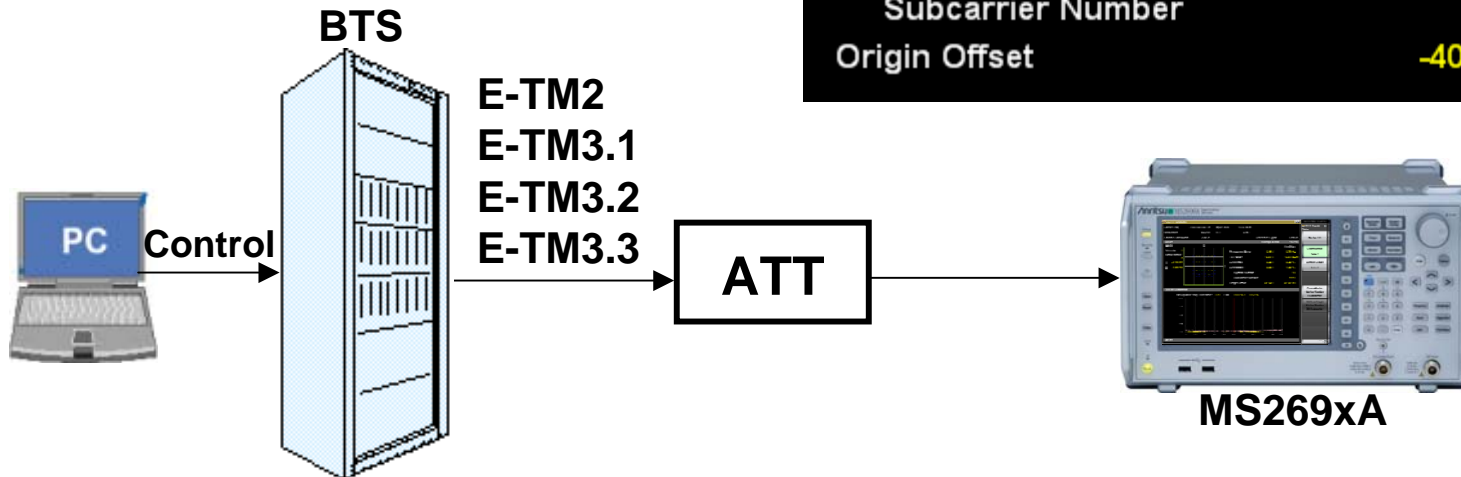 Subcarrier Number
Origin Offset -40
BTS
E-TM2
E-TM3.1
E-TM3.2
E-TM3.3
PC
Control
ATT
Anritsu
MS269xA